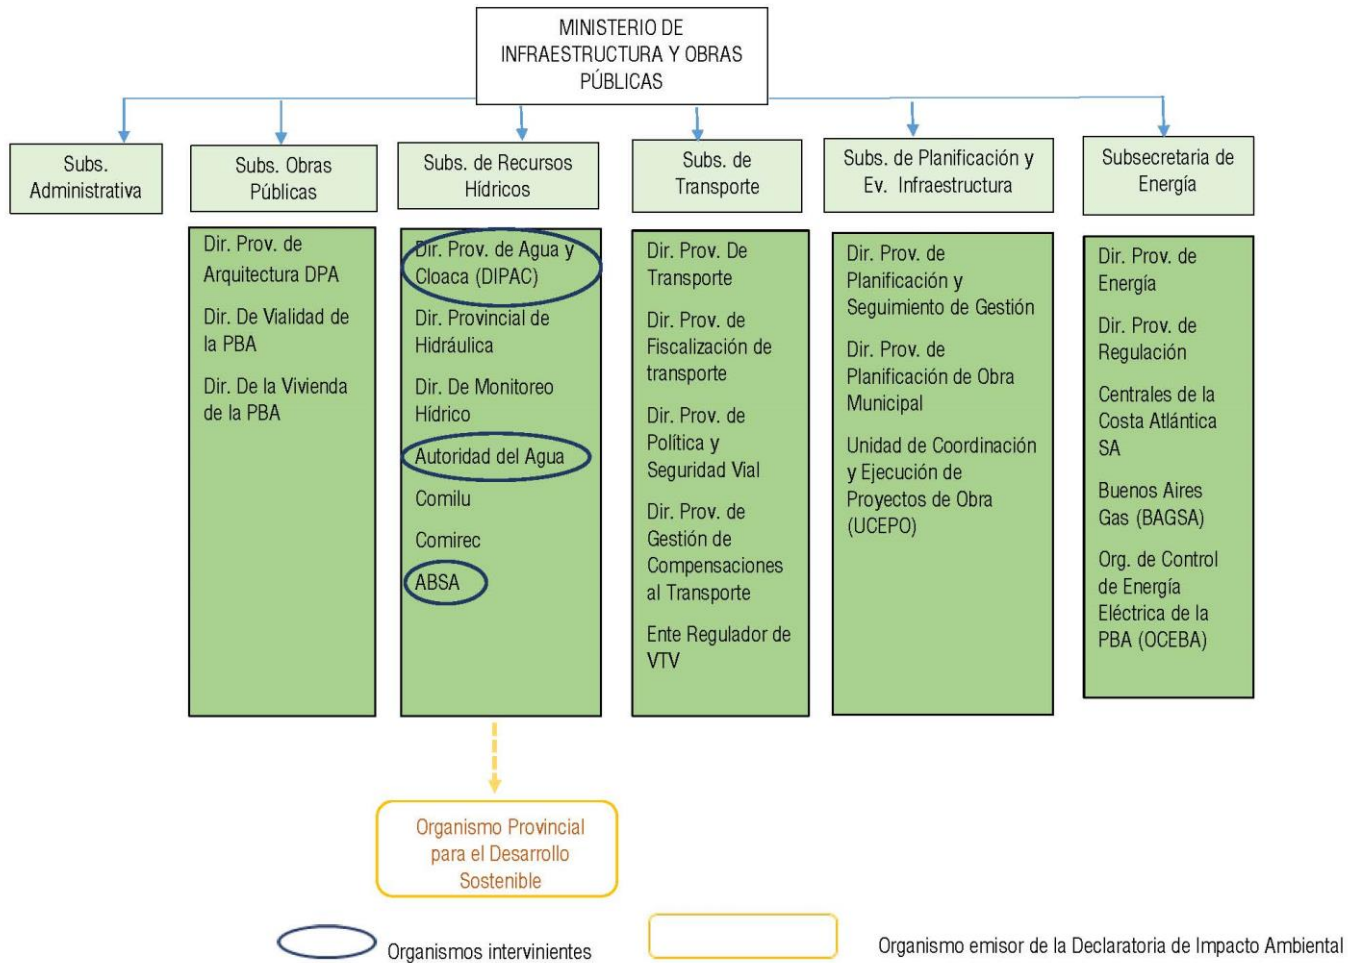 MINISTERIO DE
INFRAESTRUCTURA Y OBRAS
PÚBLICAS
Subs.
Administrativa
Subs. Obras
Públicas
Subs. de Recursos
Hídricos
Subs. de
Transporte
Subs. de Planificación y
Ev. Infraestructura
Subsecretaria de
Energía
Dir. Prov. de
Arquitectura DPA
Dir. De Vialidad de
la PBA
Dir. De la Vivienda
de la PBA
Dir. Prov. de Agua y
Cloaca (DIPAC)
Dir. Provincial de
Hidráulica
Dir. De Monitoreo
Hídrico
Autoridad del Agua
Comilu
Comirec
ABSA
Dir. Prov. De
Transporte
Dir. Prov. de
Fiscalización de
transporte
Dir. Prov. de
Política y
Seguridad Vial
Dir. Prov. de
Gestión de
Compensaciones
al Transporte
Ente Regulador de
VTV
Dir. Prov. de
Planificación y
Seguimiento de Gestión
Dir. Prov. de
Planificación de Obra
Municipal
Unidad de Coordinación
y Ejecución de
Proyectos de Obra
(UCEPO)
Dir. Prov. de
Energía
Dir. Prov. de
Regulación
Centrales de la
Costa Atlántica
SA
Buenos Aires
Gas (BAGSA)
Org. de Control
de Energía
Eléctrica de la
PBA (OCEBA)
Organismo Provincial
para el Desarrollo
Sostenible
Organismos intervinientes
Organismo emisor de la Declaratoria de Impacto Ambiental